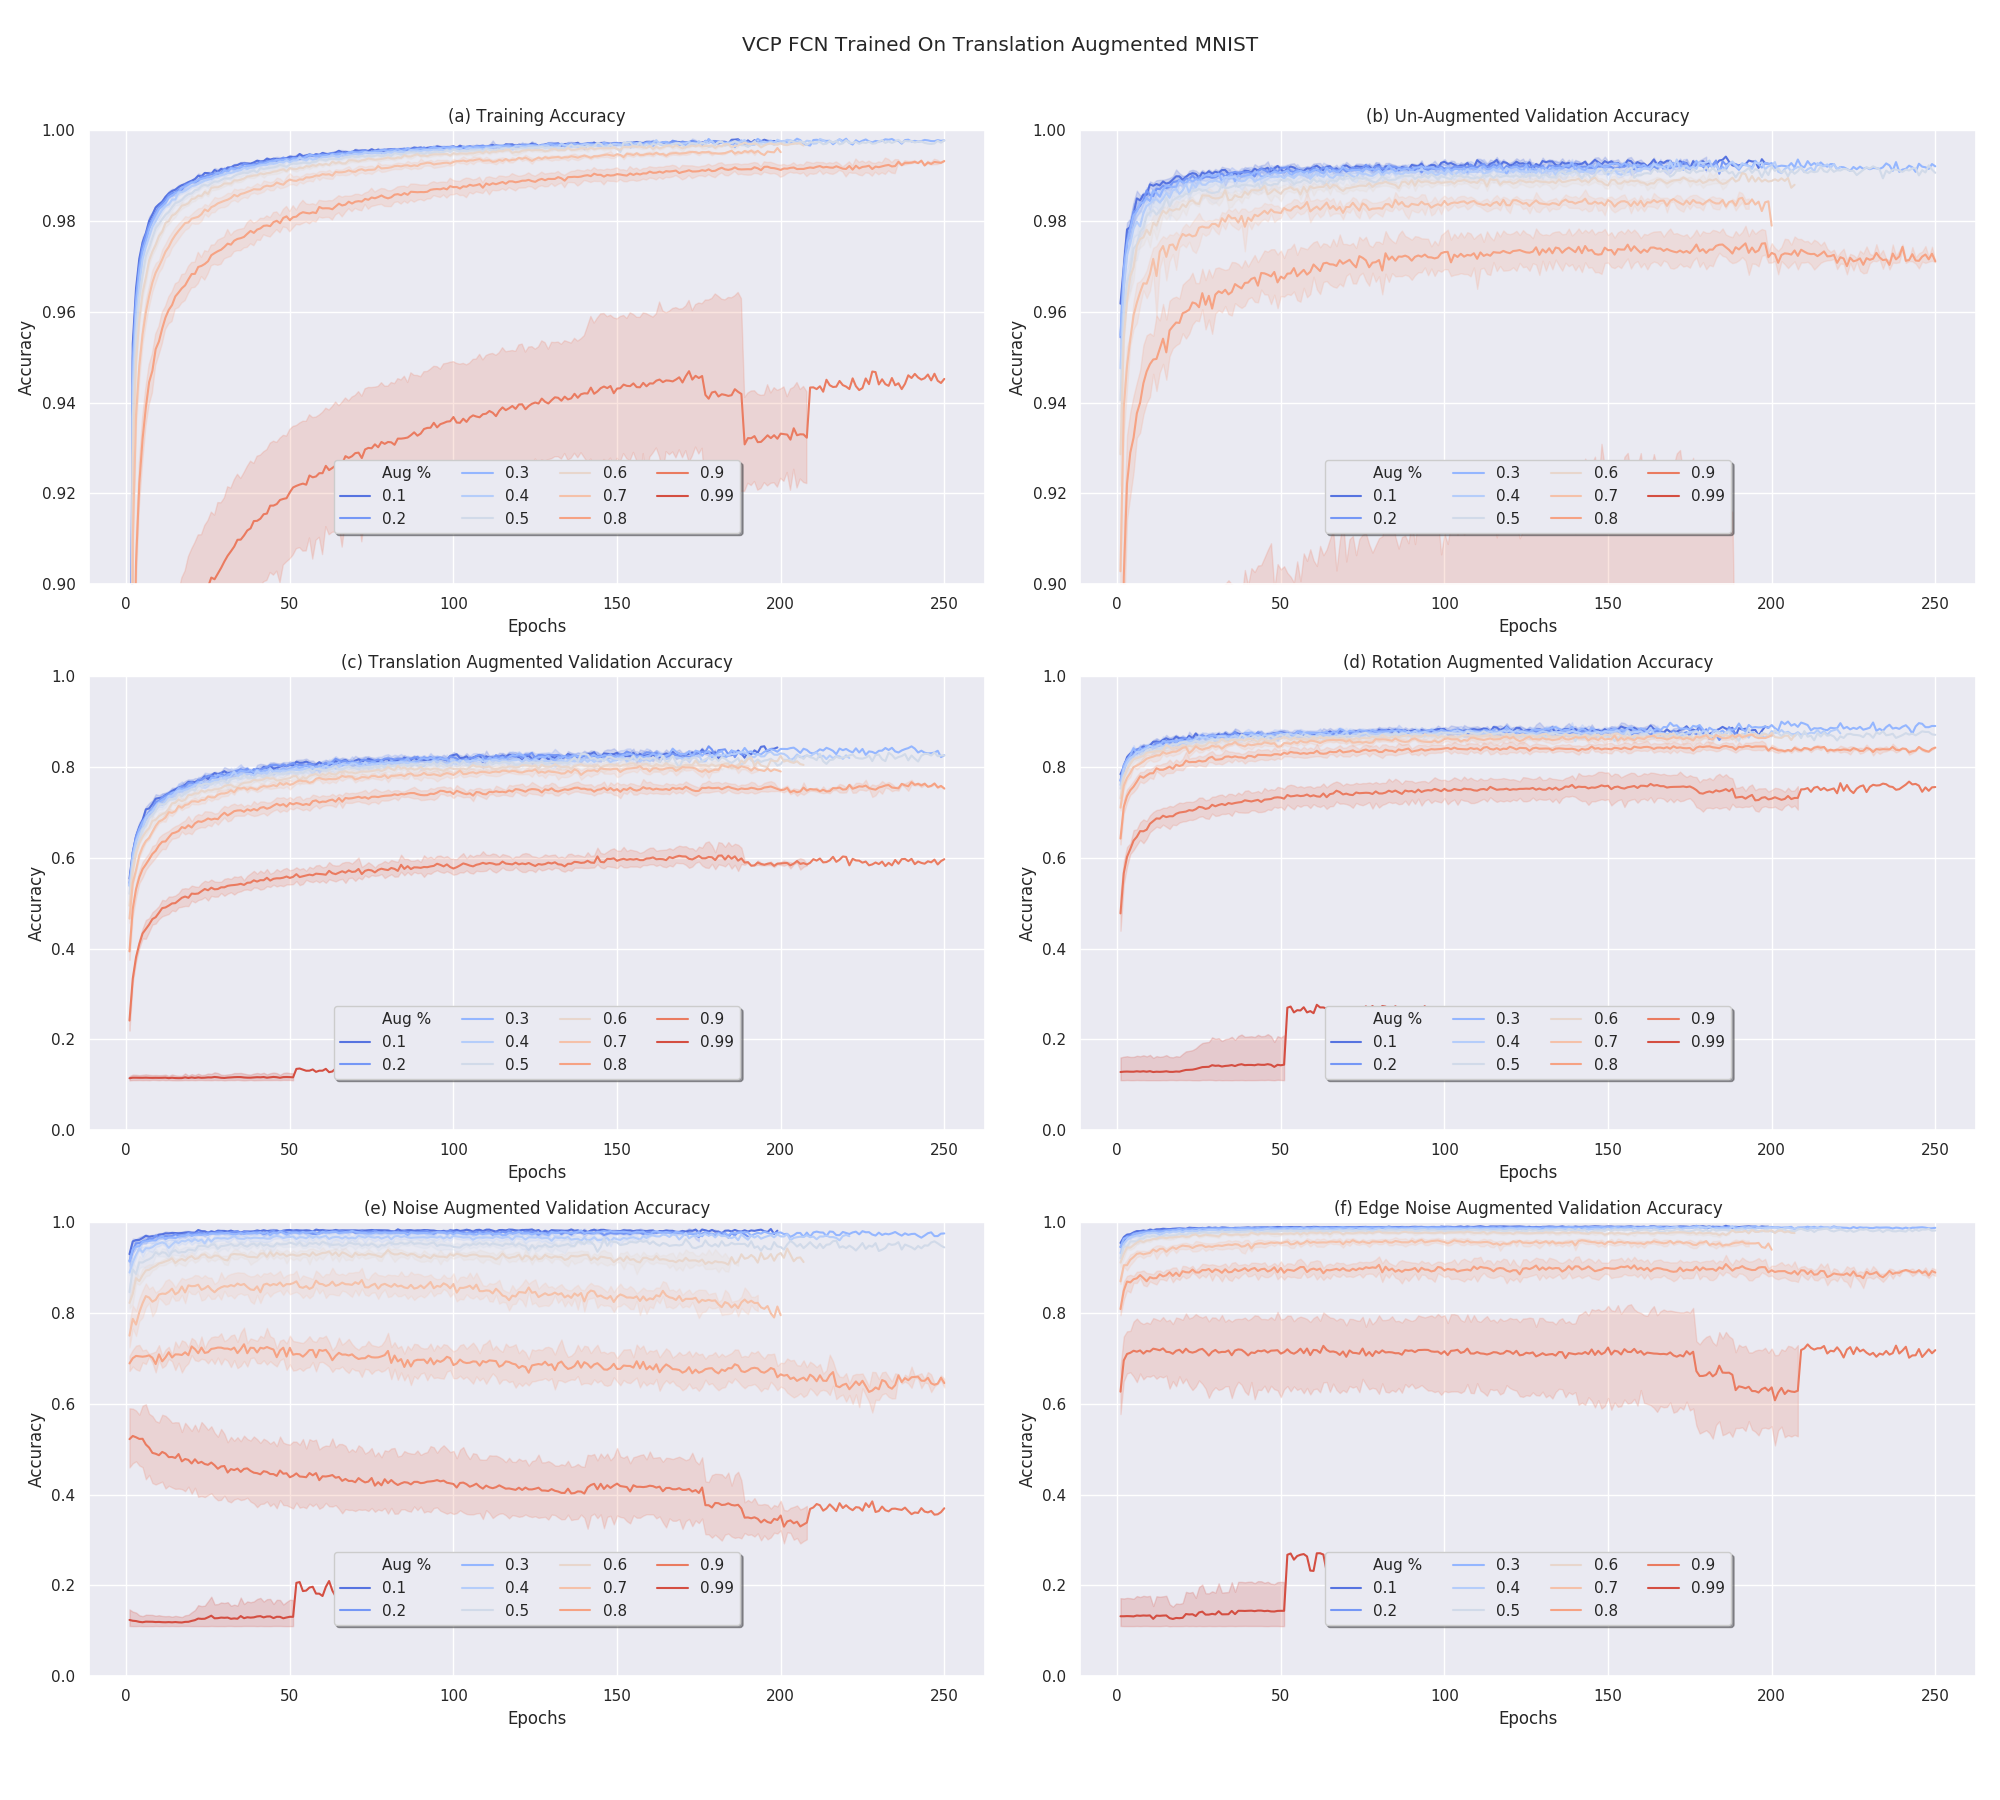 VCP FCN Trained On Translation Augmented MNIST
(a) Training Accuracy
1.00
0.98
0.96
0.94
0.92
0.90
Accuracy
Aug % 0.3 0.6 0.9
0.1 0.4 0.7 0.99
0.2 0.5 0.8
0 50 100 150 200 250
Epochs
(b) Un-Augmented Validation Accuracy
1.00
0.98
0.96
0.94
0.92
0.90
Accuracy
Aug % 0.3 0.6 0.9
0.1 0.4 0.7 0.99
0.2 0.5 0.8
0 50 100 150 200 250
Epochs
(c) Translation Augmented Validation Accuracy
1.0
0.8
0.6
0.4
0.2
0.0
Accuracy
Aug % 0.3 0.6 0.9
0.1 0.4 0.7 0.99
0.2 0.5 0.8
0 50 100 150 200 250
Epochs
(d) Rotation Augmented Validation Accuracy
1.0
0.8
0.6
0.4
0.2
0.0
Accuracy
Aug % 0.3 0.6 0.9
0.1 0.4 0.7 0.99
0.2 0.5 0.8
0 50 100 150 200 250
Epochs
(e) Noise Augmented Validation Accuracy
1.0
0.8
0.6
0.4
0.2
0.0
Accuracy
Aug % 0.3 0.6 0.9
0.1 0.4 0.7 0.99
0.2 0.5 0.8
0 50 100 150 200 250
Epochs
(f) Edge Noise Augmented Validation Accuracy
1.0
0.8
0.6
0.4
0.2
0.0
Accuracy
Aug % 0.3 0.6 0.9
0.1 0.4 0.7 0.99
0.2 0.5 0.8
0 50 100 150 200 250
Epochs